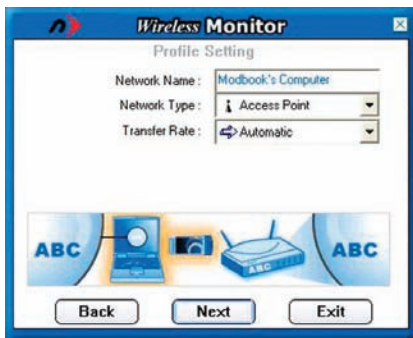 Wireless Monitor
Profile Setting
Network Name : Modbook's Computer
Network Type : Access Point
Transfer Rate : Automatic
ABC ABC ABC
Back Next Exit